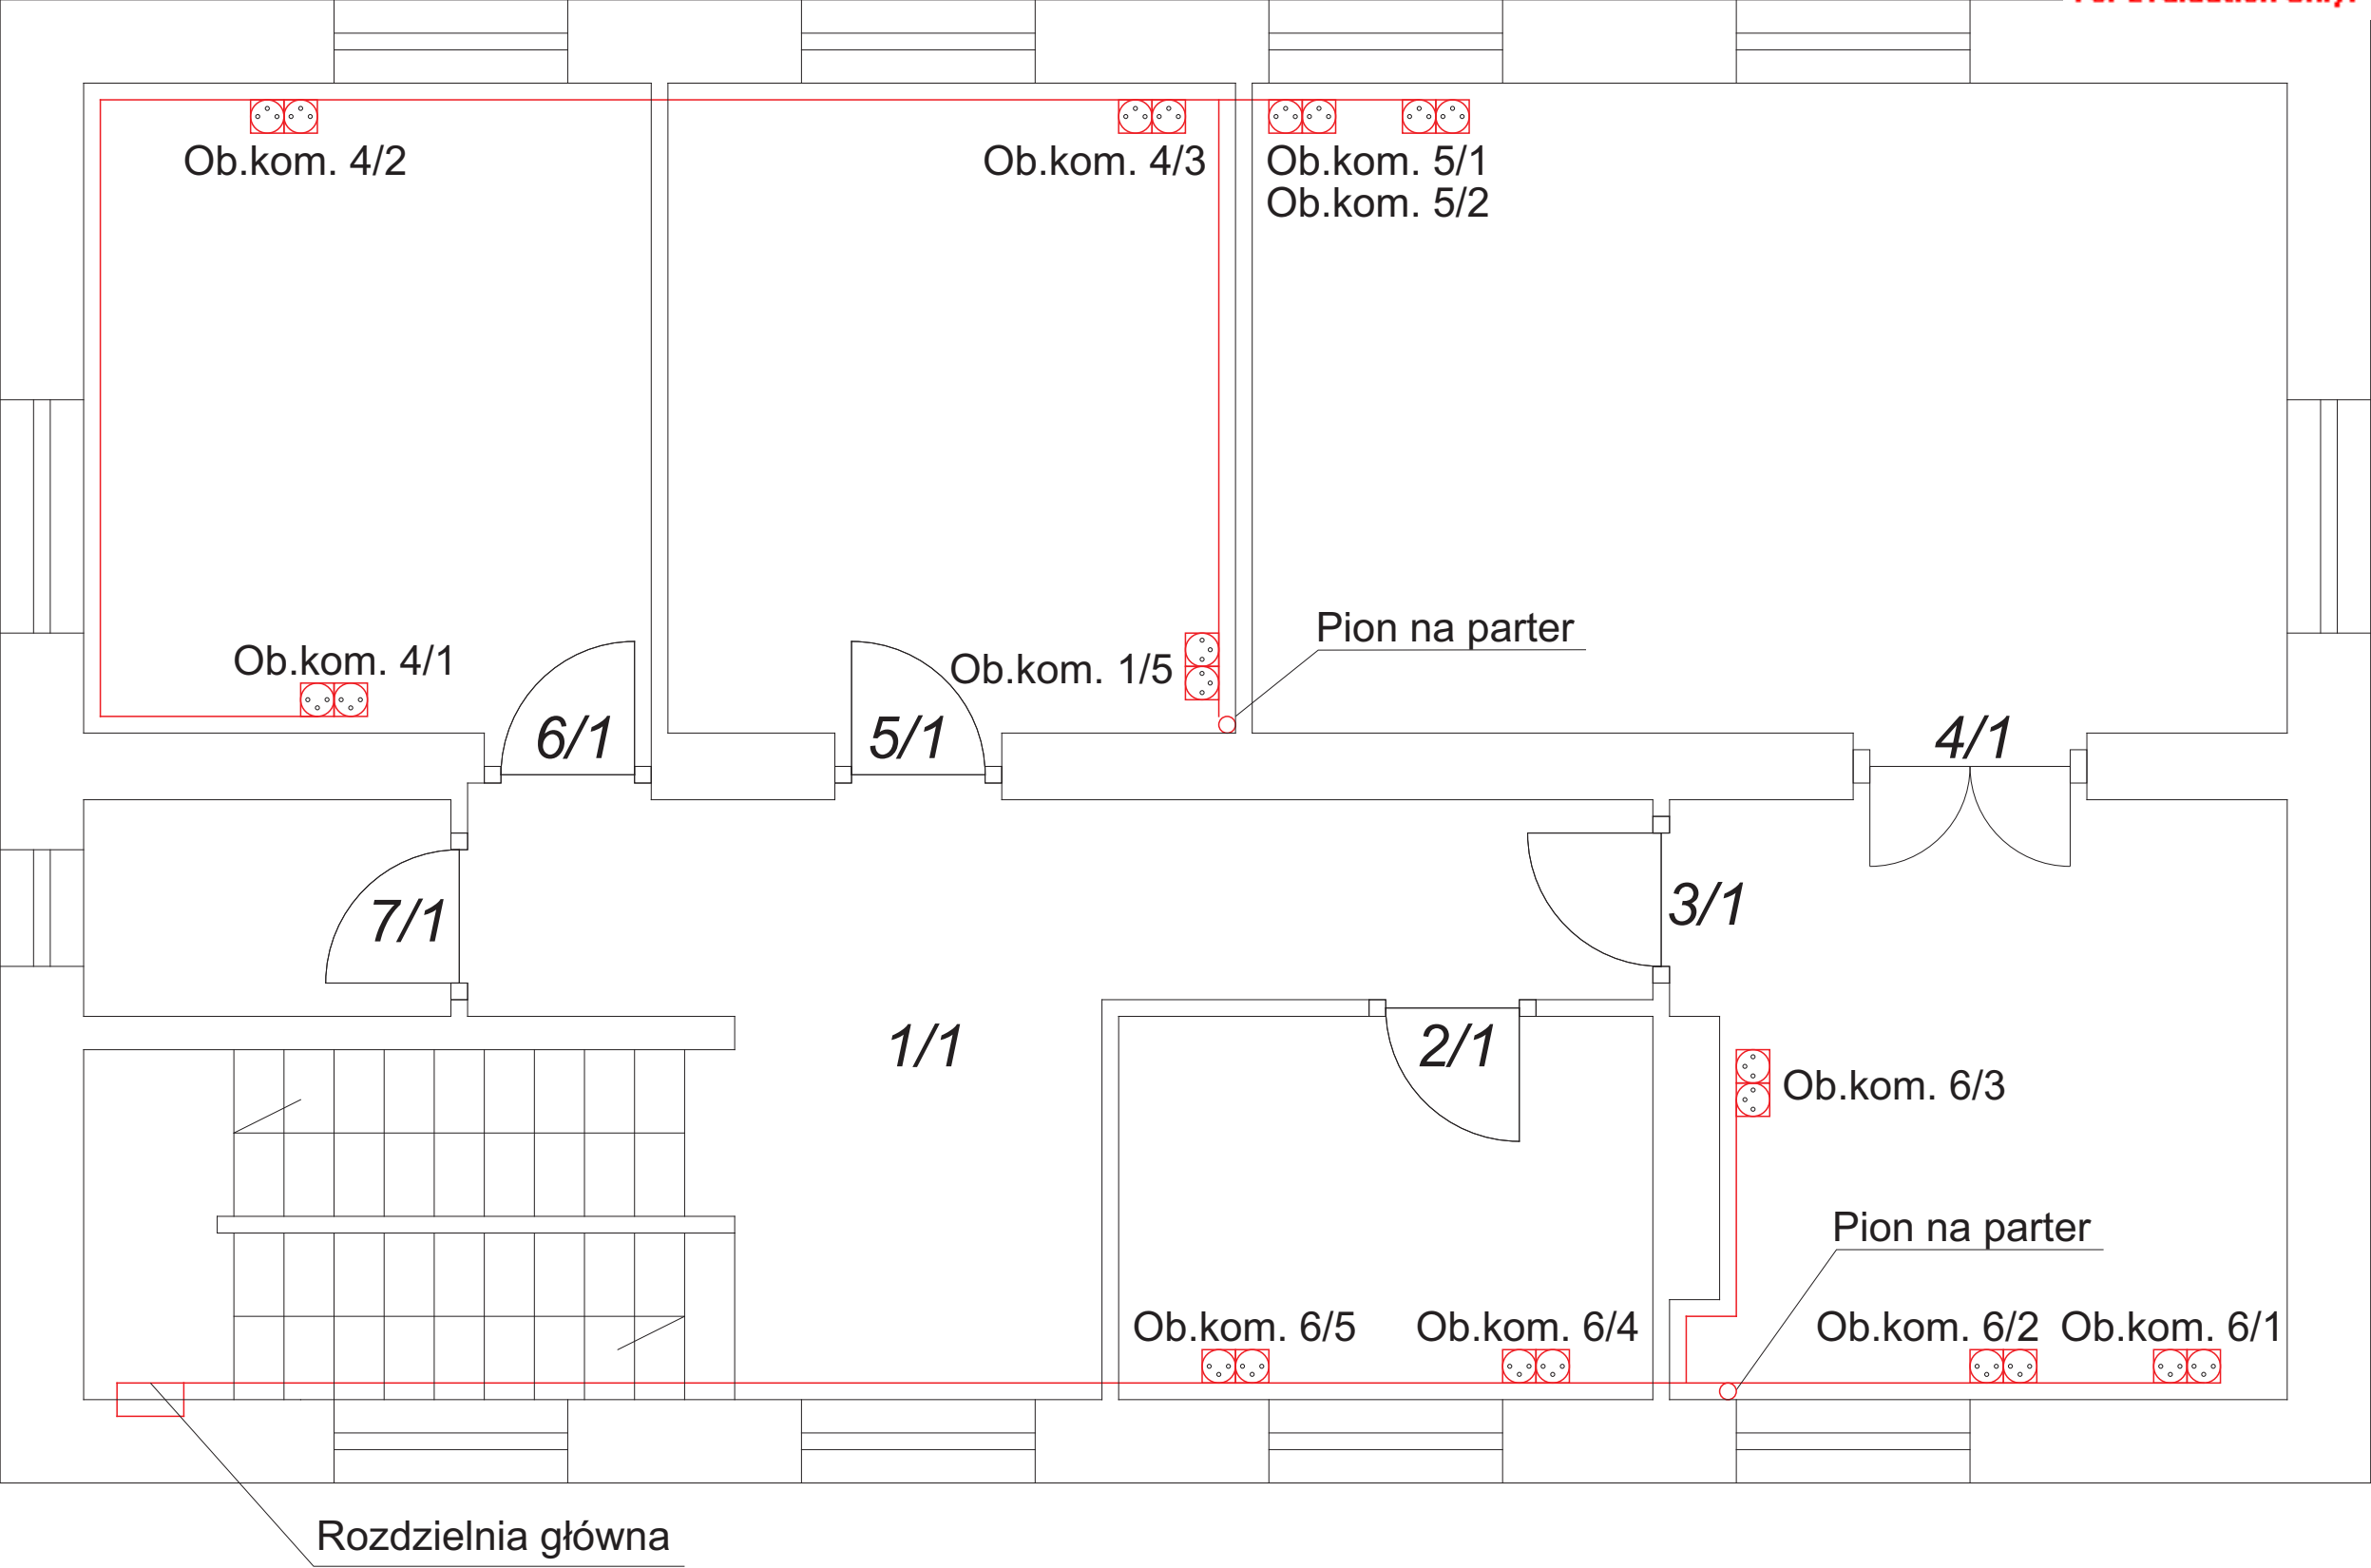 Ob.kom. 4/2
Ob.kom. 4/3
Ob.kom. 5/1
Ob.kom. 5/2
Pion na parter
Ob.kom. 4/1
Ob.kom. 1/5
6/1
5/1
4/1
7/1
3/1
1/1
2/1
Ob.kom. 6/3
Pion na parter
Ob.kom. 6/5
Ob.kom. 6/4
Ob.kom. 6/2
Ob.kom. 6/1
Rozdzielnia główna